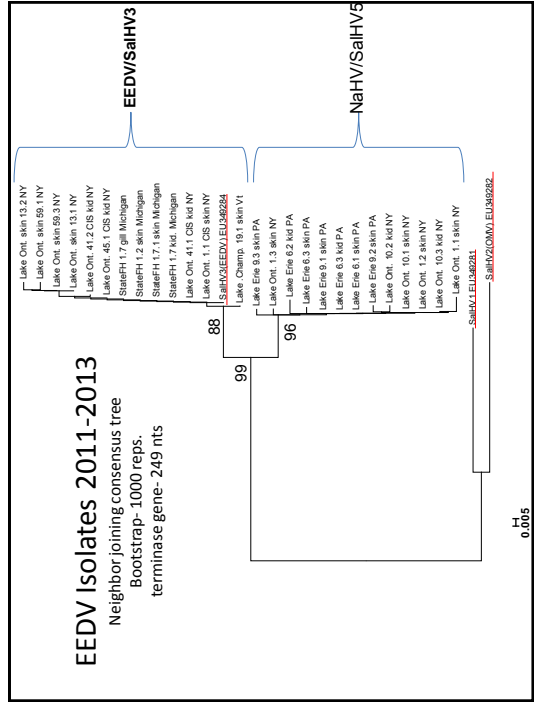 EEDV Isolates 2011-2013
Neighbor joining consensus tree
Bootstrap- 1000 reps.
terminase gene- 249 nts
Lake Ont. skin 13.2 NY
Lake Ont. skin 59.1 NY
Lake Ont. skin 59.3 NY
Lake Ont. skin 13.1 NY
Lake Ont. 41.2 CIS kid NY
Lake Ont. 45.1 CIS kid NY
StateFH 1.7 gill Michigan
StateFH 1.2 skin Michigan
StateFH 1.7.1 skin Michigan
StateFH 1.7 kid. Michigan
Lake Ont. 41.1 CIS kid NY
Lake Ont. 1.1 CIS skin NY
SalHV3(EEDV) EU349284
Lake .Champ. 19.1 skin Vt
Lake Erie 9.3 skin PA
Lake Ont. 1.3 skin NY
Lake Erie 6.2 kid PA
Lake Erie 6.3 skin PA
Lake Erie 9.1 skin PA
Lake Erie 6.3 kid PA
Lake Erie 6.1 skin PA
Lake Erie 9.2 skin PA
Lake Ont. 10.2 kid NY
Lake Ont. 10.1 skin NY
Lake Ont. 1.2 skin NY
Lake Ont. 10.3 kid NY
Lake Ont. 1.1 skin NY
SalHV.1 EU349281
SalHV2(OMV) EU349282
EEDV/SalHV3
NaHV/SalHV5
88
99
96
0.005